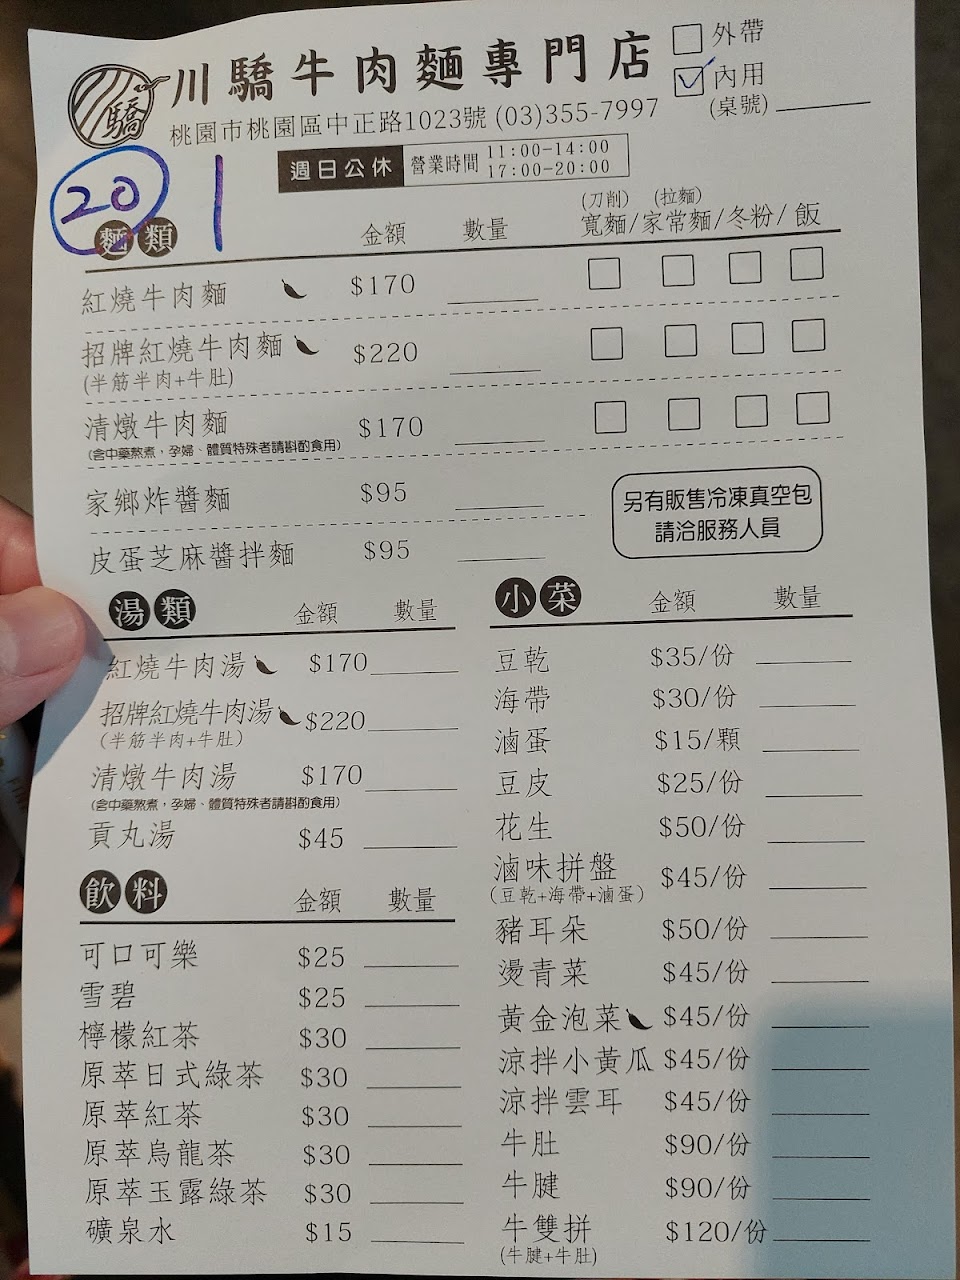 川驕牛肉麵專門店
外帶
驕
桃園市桃園區中正路1023號 (03)355-7997
內用
(桌號)
週日公休 營業時間 11:00-14:00
17:00-20:00
20 1
(刀削) (拉麵)
麵類 金額 數量 寬麵/家常麵/冬粉/飯
紅燒牛肉麵 $170
招牌紅燒牛肉麵 $220
(半筋半肉+牛肚)
清燉牛肉麵 $170
(含中藥熬煮，孕婦、體質特殊者請斟酌食用)
家鄉炸醬麵 $95
皮蛋芝麻醬拌麵 $95
另有販售冷凍真空包
請洽服務人員
湯類 金額 數量
紅燒牛肉湯 $170
招牌紅燒牛肉湯 $220
(半筋半肉+牛肚)
清燉牛肉湯 $170
(含中藥熬煮，孕婦、體質特殊者請斟酌食用)
貢丸湯 $45
飲料 金額 數量
可口可樂 $25
雪碧 $25
檸檬紅茶 $30
原萃日式綠茶 $30
原萃紅茶 $30
原萃烏龍茶 $30
原萃玉露綠茶 $30
礦泉水 $15
小菜 金額 數量
豆乾 $35/份
海帶 $30/份
滷蛋 $15/顆
豆皮 $25/份
花生 $50/份
滷味拼盤 $45/份
(豆乾+海帶+滷蛋)
豬耳朵 $50/份
燙青菜 $45/份
黃金泡菜 $45/份
涼拌小黃瓜 $45/份
涼拌雲耳 $45/份
牛肚 $90/份
牛腱 $90/份
牛雙拼 $120/份
(牛腱+牛肚)